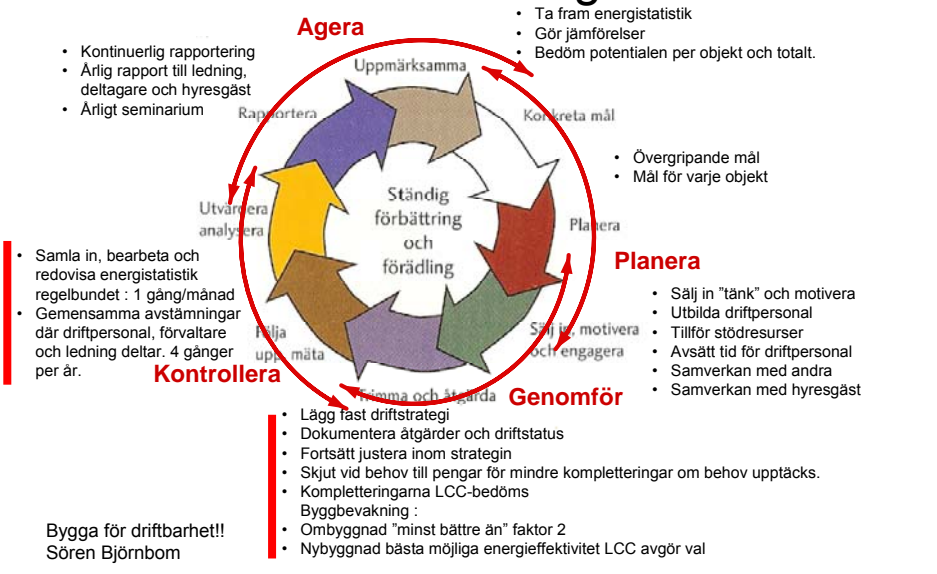 Agera
• Ta fram energistatistik
• Gör jämförelser
• Bedöm potentialen per objekt och totalt.
• Kontinuerlig rapportering
• Årlig rapport till ledning,
deltagare och hyresgäst
• Årligt seminarium
Uppmärksamma
Rapportera
Konkreta mål
• Övergripande mål
• Mål för varje objekt
Ständig
förbättring
och
förädling
Utvärdera
analysera
Planera
Planera
• Samla in, bearbeta och
redovisa energistatistik
regelbundet : 1 gång/månad
• Gemensamma avstämningar
där driftpersonal, förvaltare
och ledning deltar. 4 gånger
per år.
• Sälj in ”tänk” och motivera
• Utbilda driftpersonal
• Tillför stödresurser
• Avsätt tid för driftpersonal
• Samverkan med andra
• Samverkan med hyresgäst
Sälj in, motivera
och engagera
Följa
upp, mäta
Kontrollera
Trimma och åtgärda
Genomför
• Lägg fast driftstrategi
• Dokumentera åtgärder och driftstatus
• Fortsätt justera inom strategin
• Skjut vid behov till pengar för mindre kompletteringar om behov upptäcks.
• Kompletteringarna LCC-bedöms
Byggbevakning :
• Ombyggnad ”minst bättre än” faktor 2
• Nybyggnad bästa möjliga energieffektivitet LCC avgör val
Bygga för driftbarhet!!
Sören Björnbom